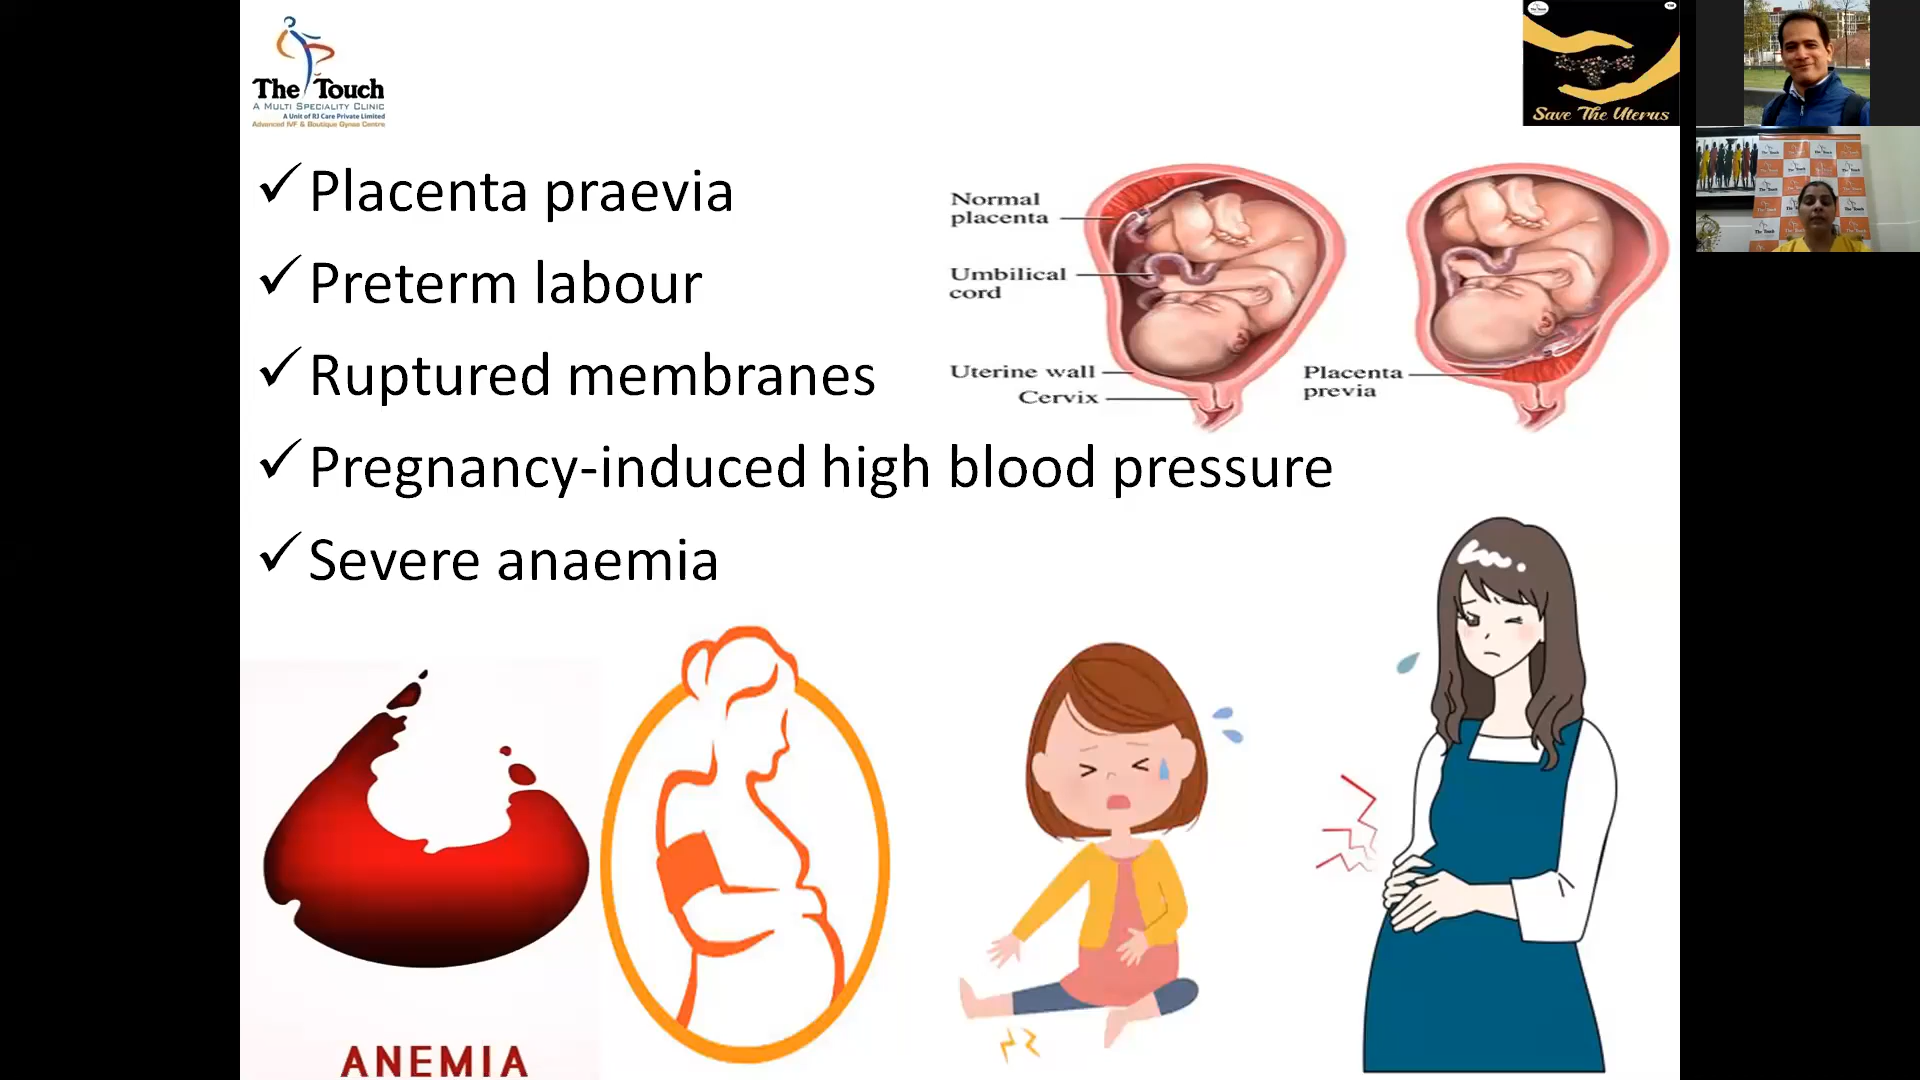 The Touch
A MULTI SPECIALITY CLINIC
A Unit of RJ Care Private Limited
Advanced IVF & Boutique Gynae Centre
Save The Uterus
✓ Placenta praevia
✓ Preterm labour
✓ Ruptured membranes
✓ Pregnancy-induced high blood pressure
✓ Severe anaemia
Normal
placenta
Umbilical
cord
Uterine wall
Cervix
Placenta
previa
ANEMIA